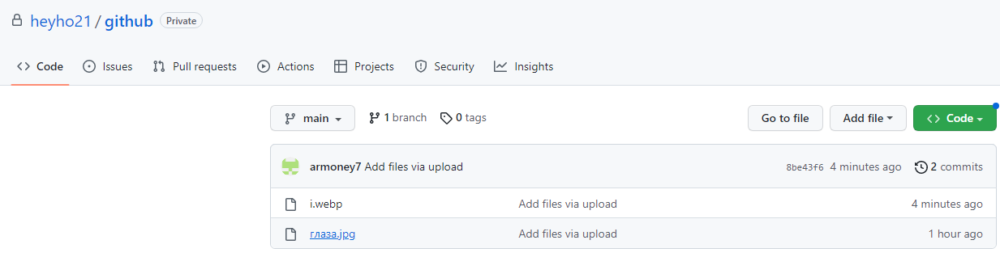 heyho21 / github Private
Code Issues Pull requests Actions Projects Security Insights
main 1 branch 0 tags Go to file Add file Code
armoney7 Add files via upload 8be43f6 4 minutes ago 2 commits
i.webp Add files via upload 4 minutes ago
глаза.jpg Add files via upload 1 hour ago